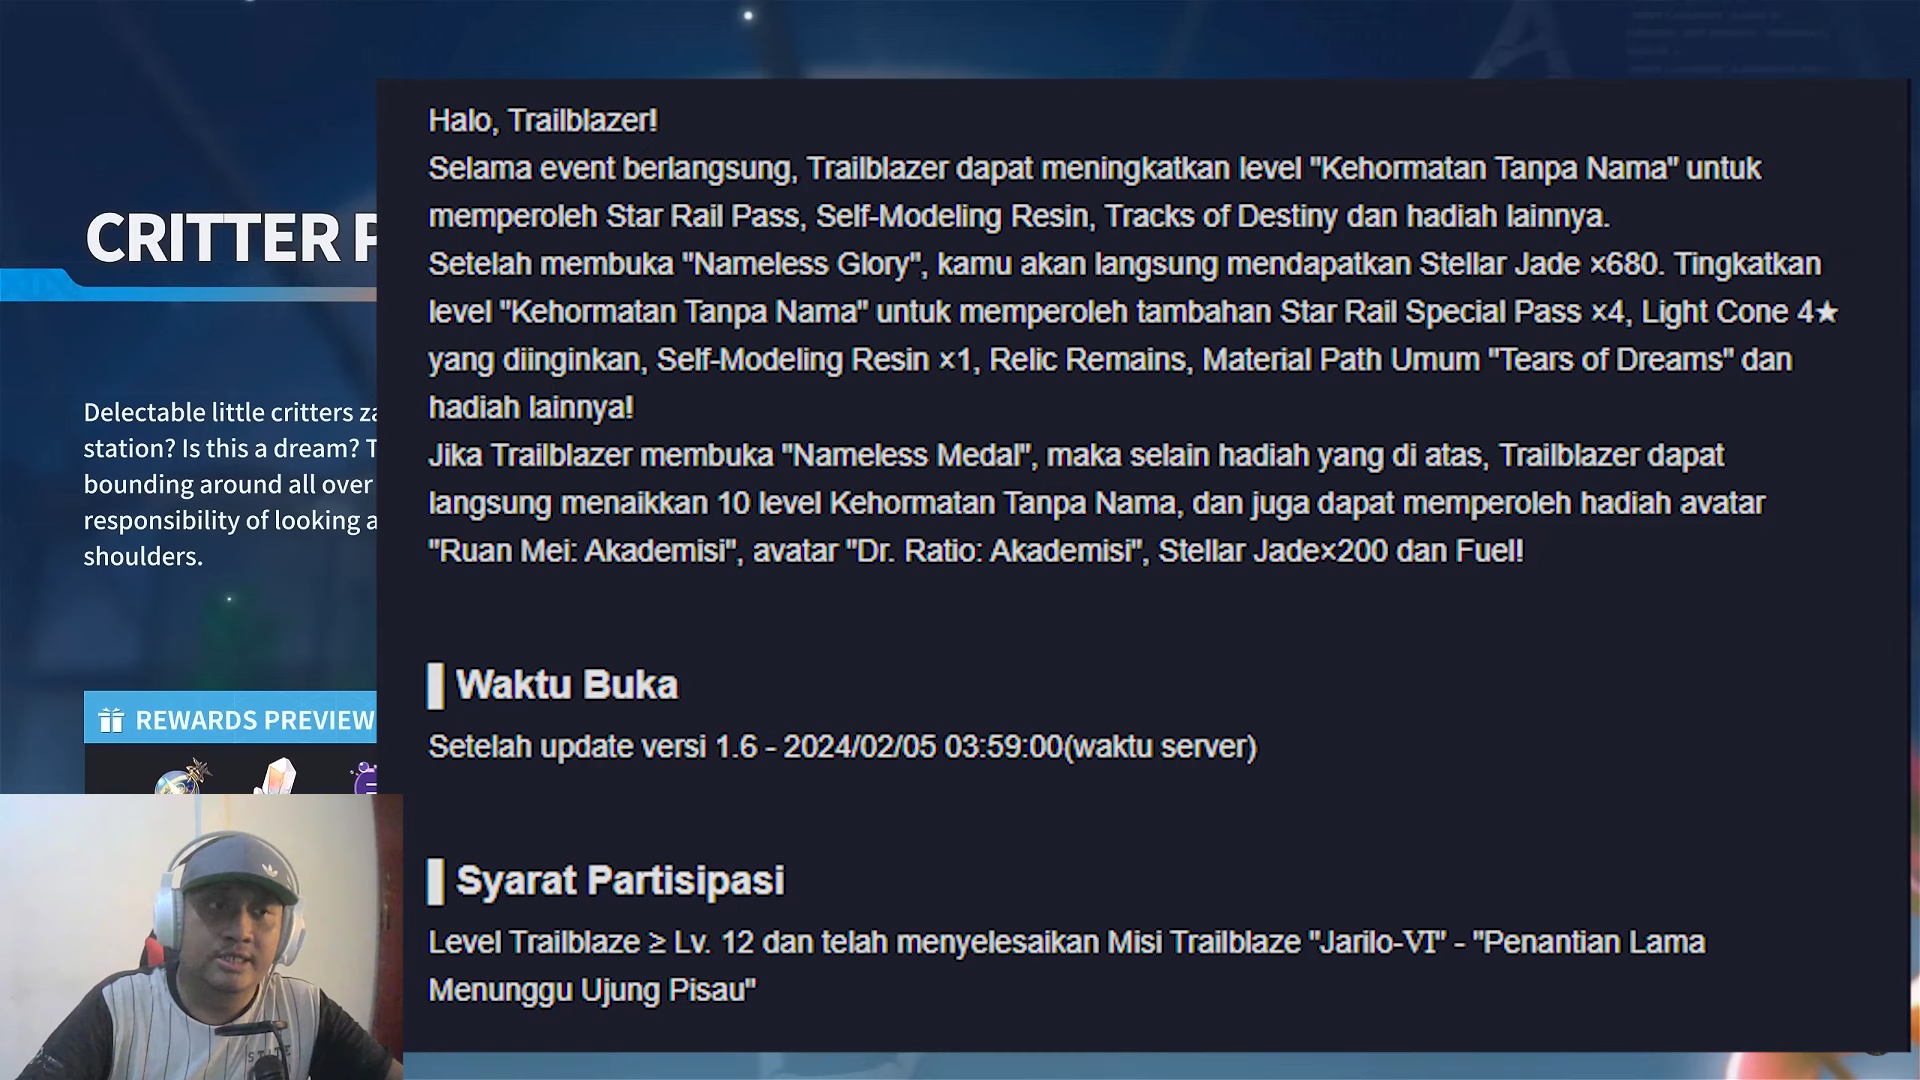 Halo, Trailblazer!
Selama event berlangsung, Trailblazer dapat meningkatkan level "Kehormatan Tanpa Nama" untuk
memperoleh Star Rail Pass, Self-Modeling Resin, Tracks of Destiny dan hadiah lainnya.
Setelah membuka "Nameless Glory", kamu akan langsung mendapatkan Stellar Jade ×680. Tingkatkan
level "Kehormatan Tanpa Nama" untuk memperoleh tambahan Star Rail Special Pass ×4, Light Cone 4★
yang diinginkan, Self-Modeling Resin ×1, Relic Remains, Material Path Umum "Tears of Dreams" dan
hadiah lainnya!
Jika Trailblazer membuka "Nameless Medal", maka selain hadiah yang di atas, Trailblazer dapat
langsung menaikkan 10 level Kehormatan Tanpa Nama, dan juga dapat memperoleh hadiah avatar
"Ruan Mei: Akademisi", avatar "Dr. Ratio: Akademisi", Stellar Jade×200 dan Fuel!
Waktu Buka
Setelah update versi 1.6 - 2024/02/05 03:59:00(waktu server)
Syarat Partisipasi
Level Trailblaze ≥ Lv. 12 dan telah menyelesaikan Misi Trailblaze "Jarilo-VI" - "Penantian Lama
Menunggu Ujung Pisau"
CRITTER
Delectable little critters
station? Is this a dream?
bounding around all over
responsibility of looking
shoulders.
REWARDS PREVIEW